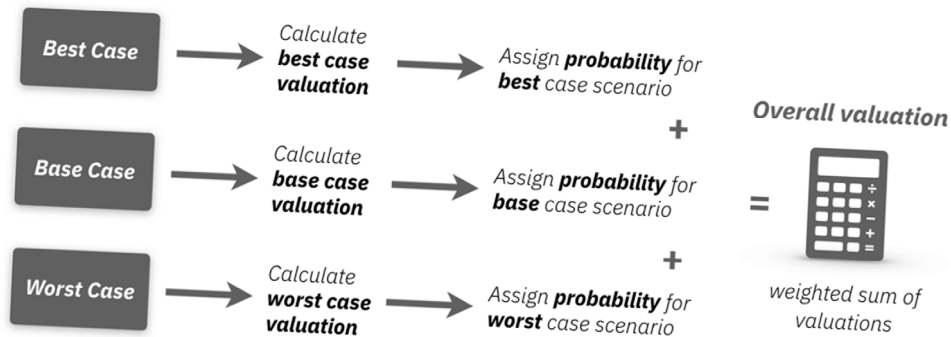 Best Case
Calculate
best case
valuation
Assign probability for
best case scenario
+
Overall valuation
Base Case
Calculate
base case
valuation
Assign probability for
base case scenario
=
÷
×
−
+
=
+
Worst Case
Calculate
worst case
valuation
Assign probability for
worst case scenario
weighted sum of
valuations